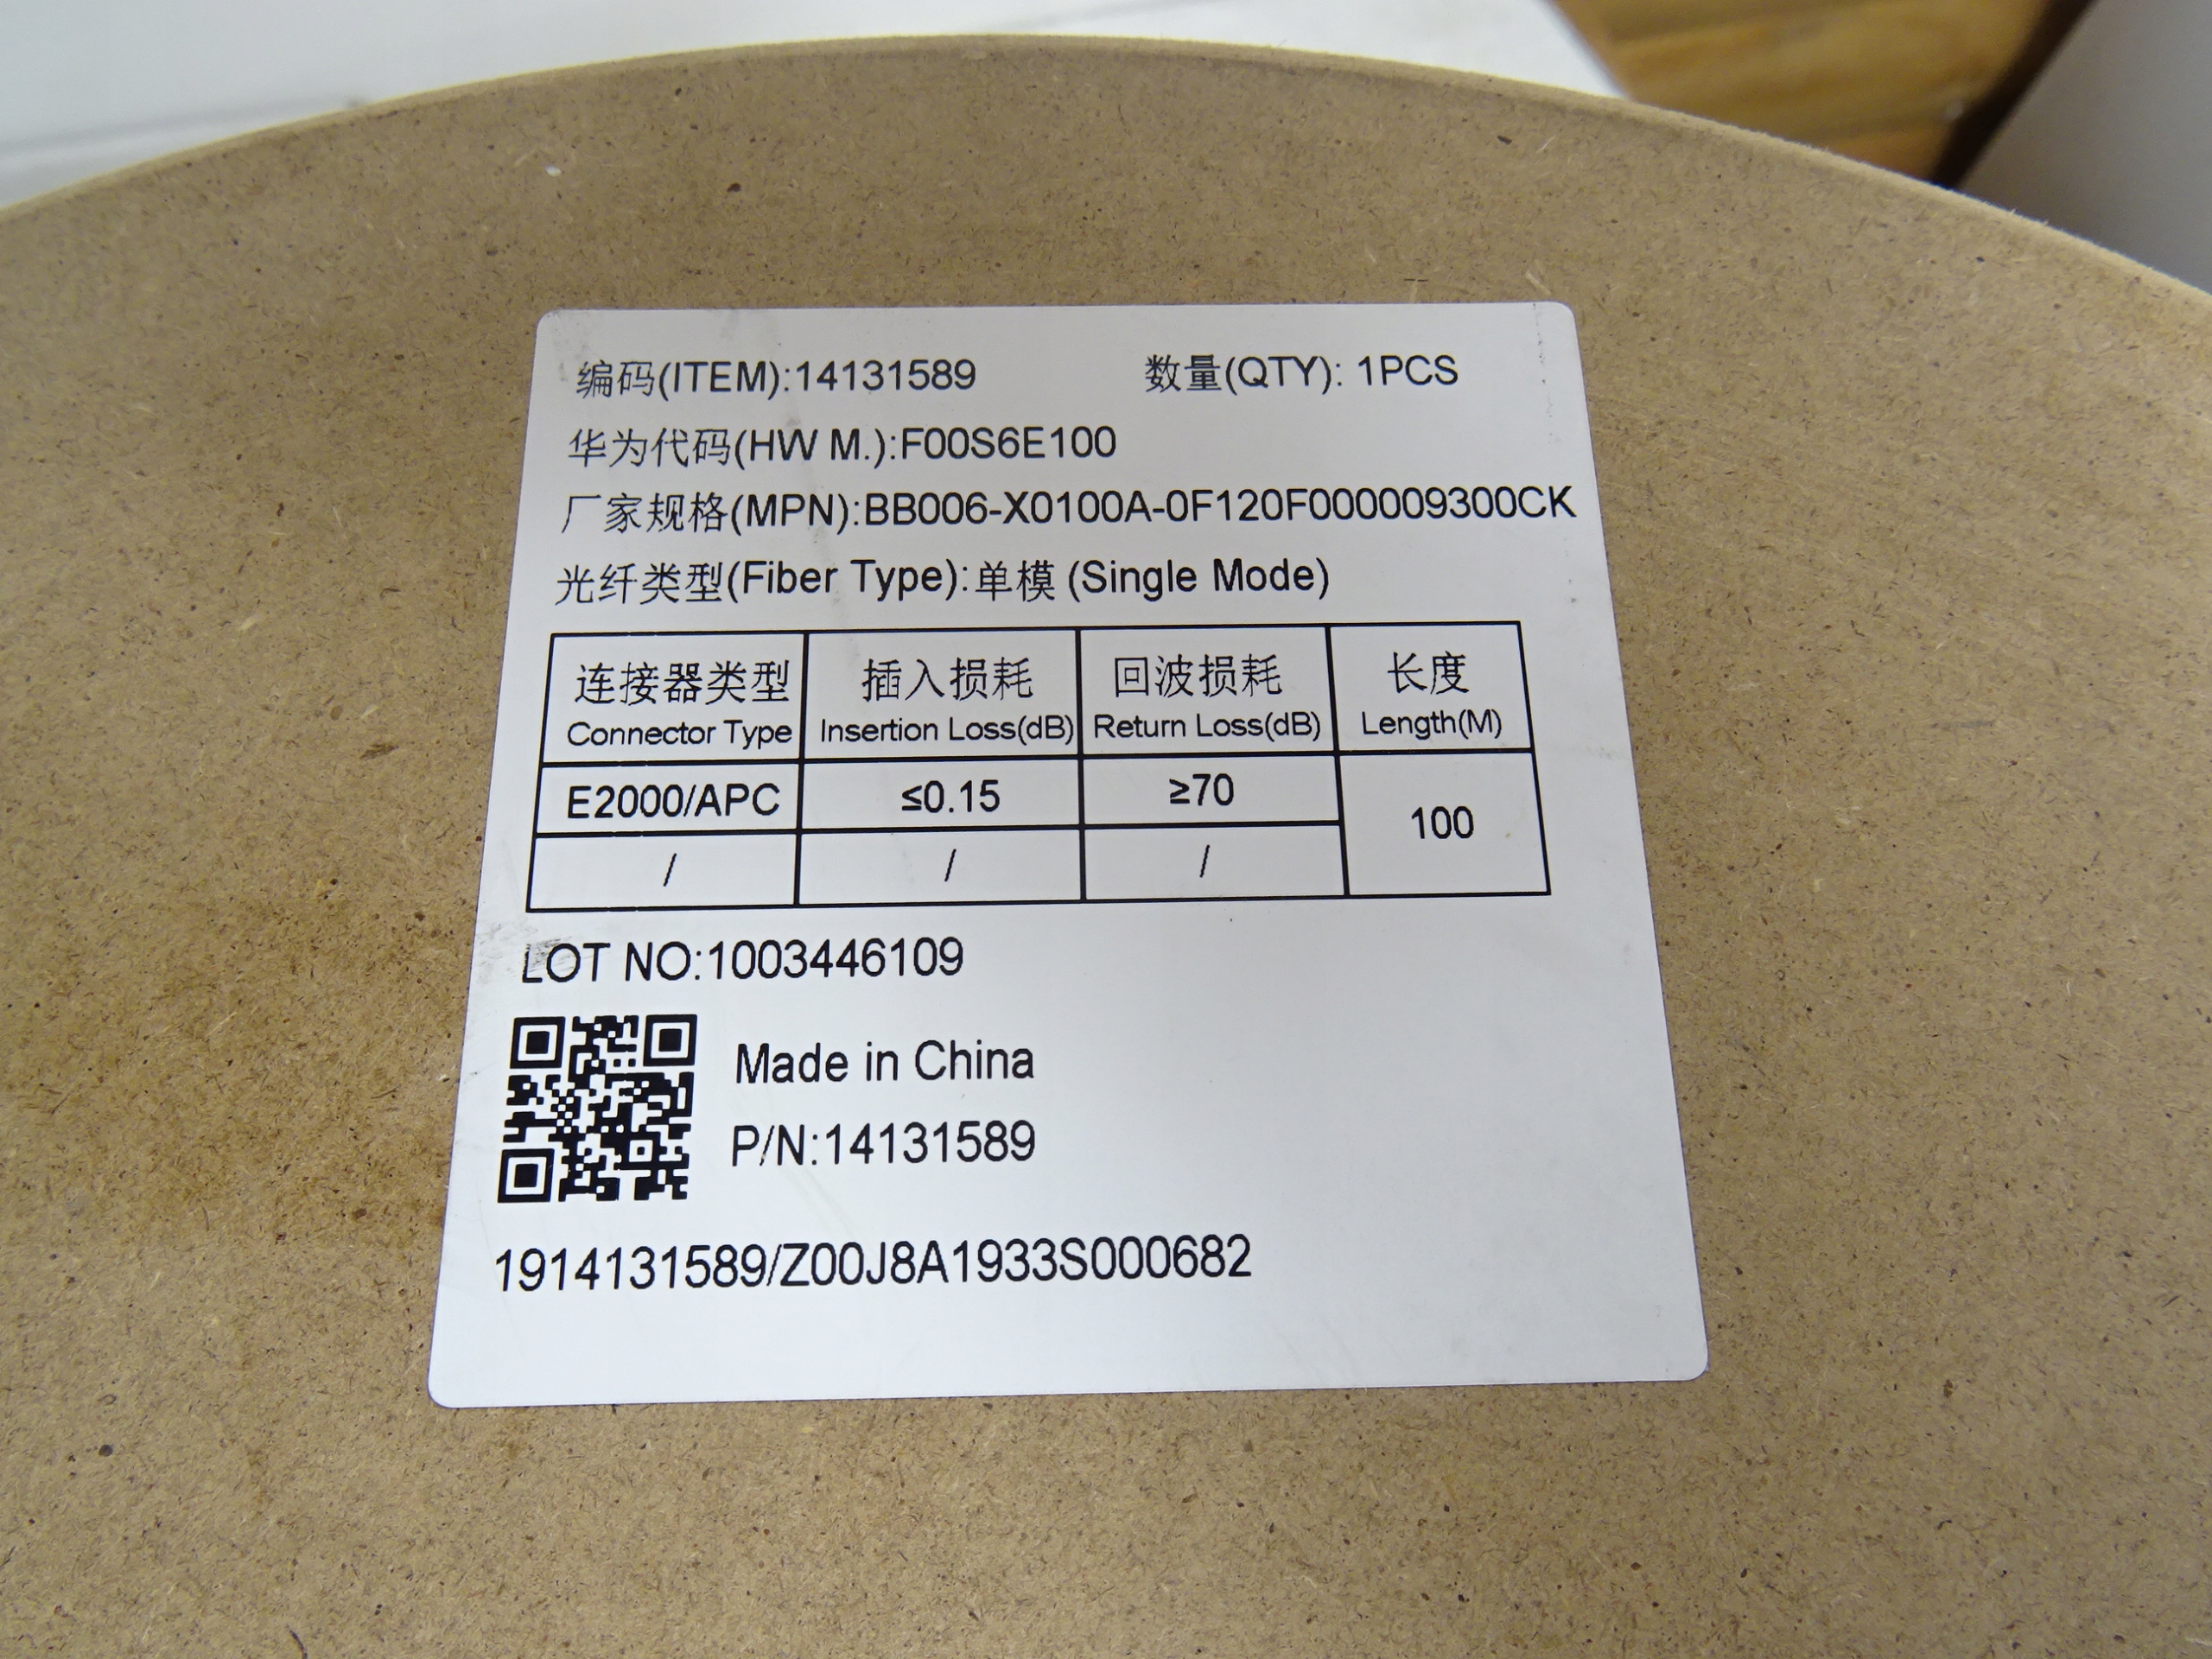 编码(ITEM):14131589 数量(QTY): 1PCS
华为代码(HW M.):F00S6E100
厂家规格(MPN):BB006-X0100A-0F120F000009300CK
光纤类型(Fiber Type):单模 (Single Mode)
连接器类型 插入损耗 回波损耗 长度
Connector Type Insertion Loss(dB) Return Loss(dB) Length(M)
E2000/APC ≤0.15 ≥70 100
/ / /
LOT NO:1003446109
Made in China
P/N:14131589
1914131589/Z00J8A1933S000682